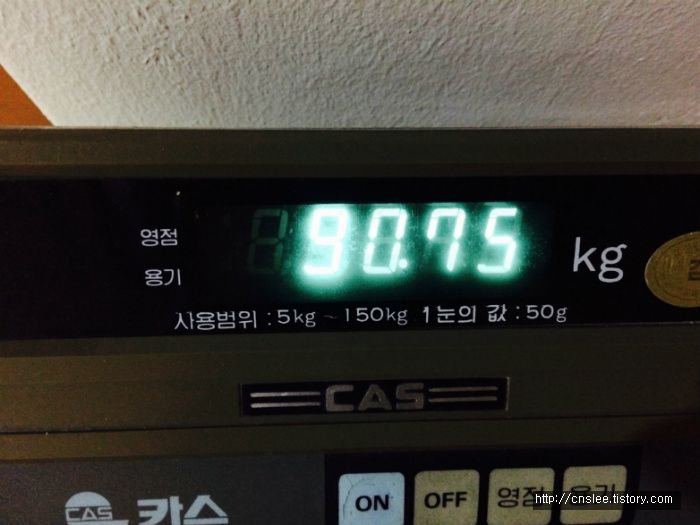 90.75
영점
kg
용기
사용범위 : 5kg ~ 150kg 1눈의 값 : 50g
CAS
CAS 카스
ON OFF 영점 용기
http://cnslee.tistory.com